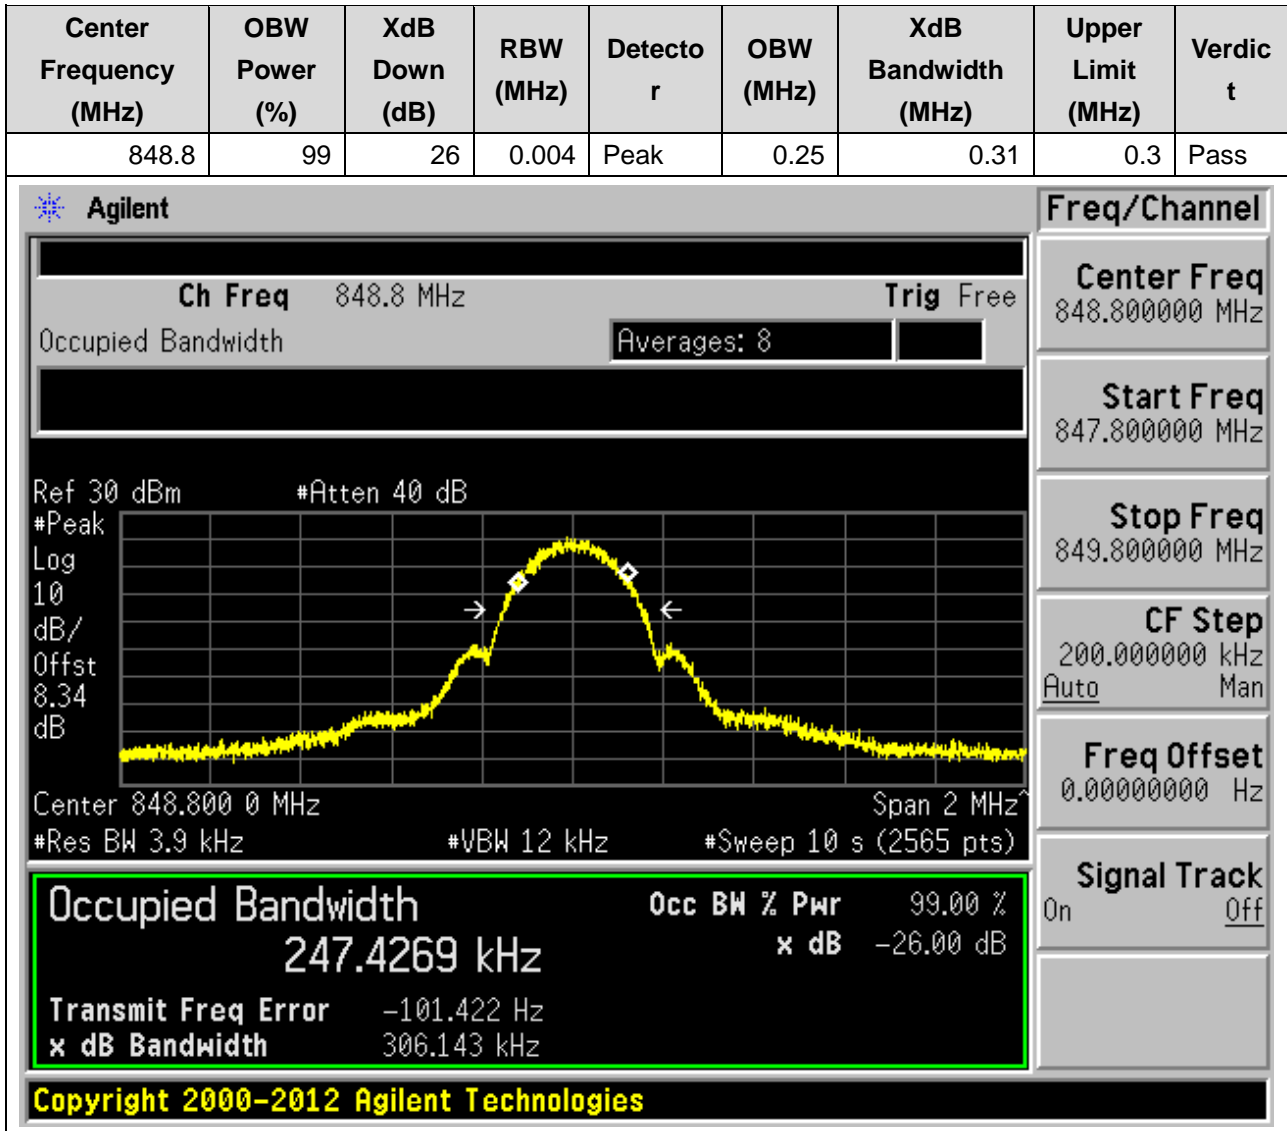 Center Frequency (MHz) OBW Power (%) XdB Down (dB) RBW (MHz) Detecto r OBW (MHz) XdB Bandwidth (MHz) Upper Limit (MHz) Verdic t
848.8 99 26 0.004 Peak 0.25 0.31 0.3 Pass
Agilent
Freq/Channel
Ch Freq 848.8 MHz Trig Free
Occupied Bandwidth Averages: 8
Center Freq
848.800000 MHz
Start Freq
847.800000 MHz
Stop Freq
849.800000 MHz
CF Step
200.000000 kHz
Auto Man
Freq Offset
0.00000000 Hz
Signal Track
On Off
Ref 30 dBm #Atten 40 dB
#Peak
Log
10
dB/
Offst
8.34
dB
Center 848.800 0 MHz Span 2 MHz^
#Res BW 3.9 kHz #VBW 12 kHz #Sweep 10 s (2565 pts)
Occupied Bandwidth Occ BW % Pwr 99.00 %
247.4269 kHz x dB -26.00 dB
Transmit Freq Error -101.422 Hz
x dB Bandwidth 306.143 kHz
Copyright 2000-2012 Agilent Technologies